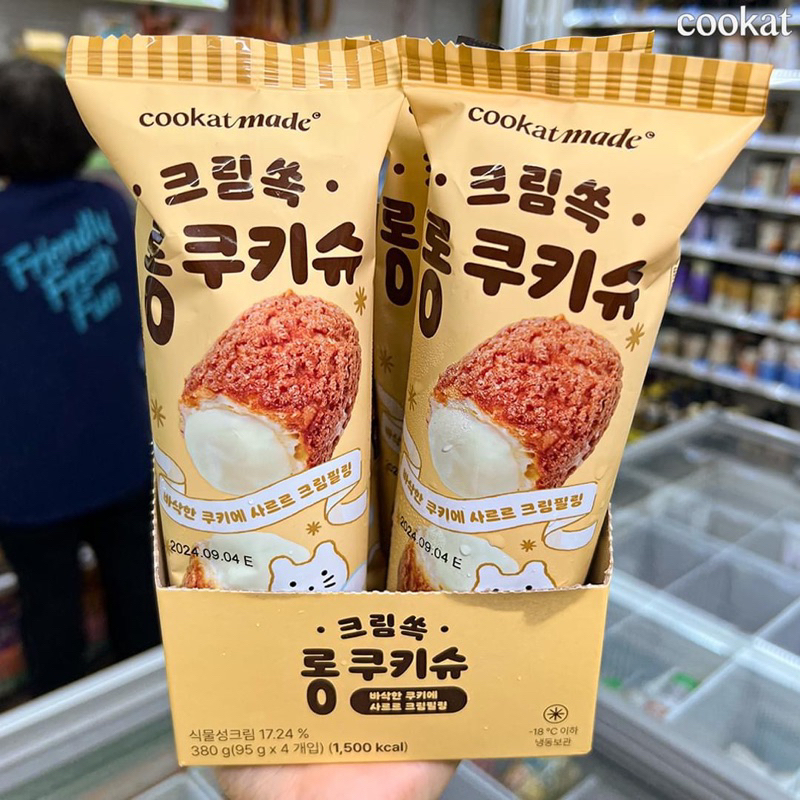 cookat
cookatmade
· 크림쏙 ·
롱 쿠키슈
바삭한 쿠키에 사르르 크림필링
2024.09.04 E
cookatmade
· 크림쏙 ·
롱 쿠키슈
바삭한 쿠키에 사르르 크림필링
2024.09.04 E
롱
Friendly
Fresh
Fun
· 크림쏙 ·
롱 쿠키슈
바삭한 쿠키에
사르르 크림필링
식물성크림 17.24 %
380 g(95 g x 4 개입) (1,500 kcal)
-18 ℃ 이하
냉동보관